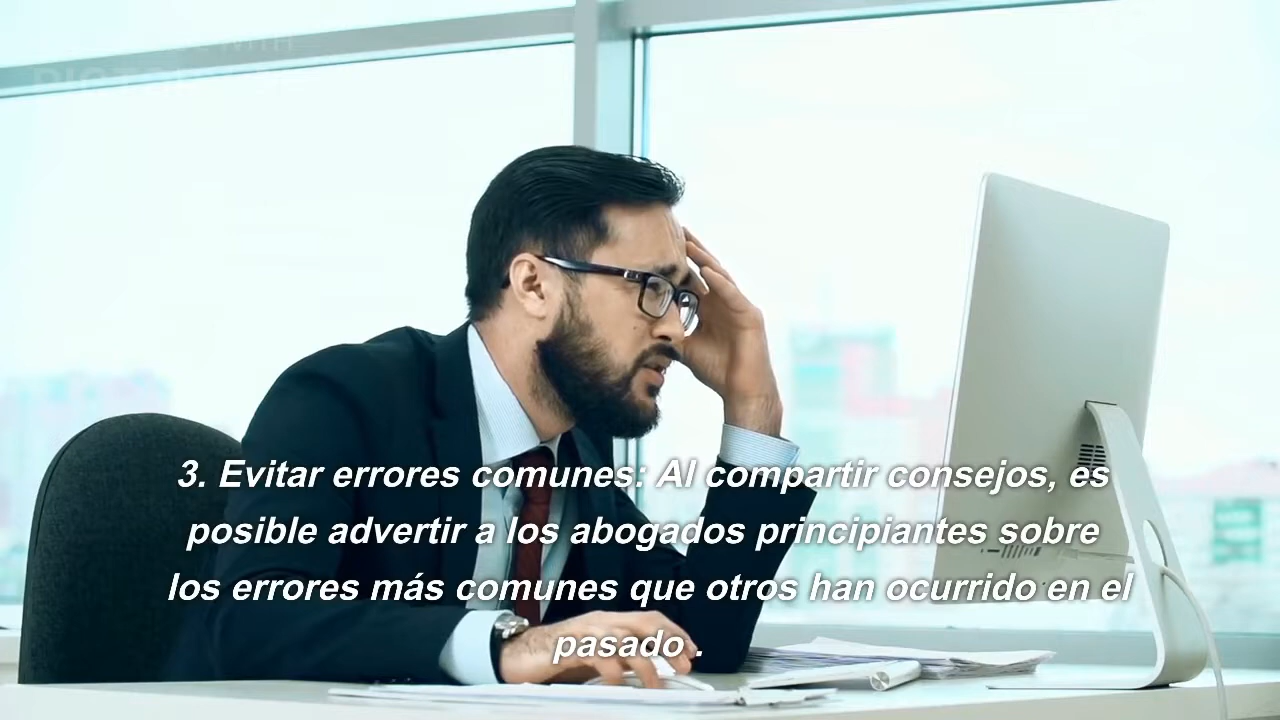 3. Evitar errores comunes: Al compartir consejos, es
posible advertir a los abogados principiantes sobre
los errores más comunes que otros han ocurrido en el
pasado .